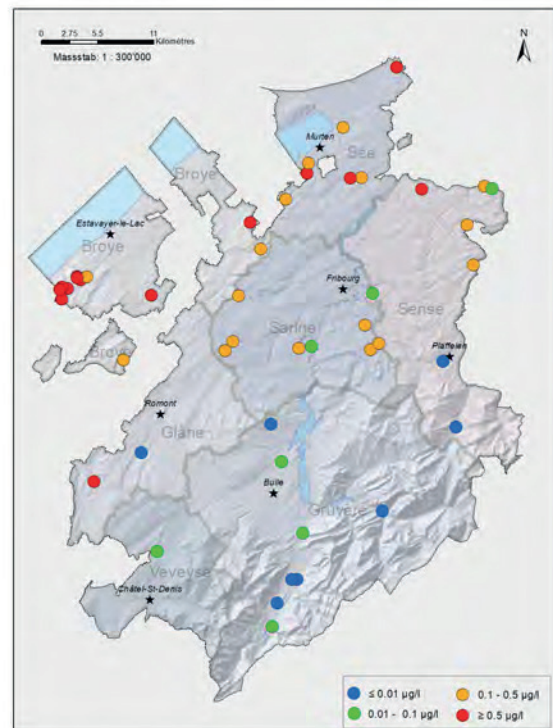 0 2.75 5.5 11
Kilomètres
Massstab: 1 : 300'000
N
Murten
See
Broye
Estavayer-le-Lac
Broye
Fribourg
Sense
Sarine
Broye
Plaffeien
Romont
Glâne
Bulle
Gruyère
Veveyse
Châtel-St-Denis
≤ 0.01 µg/l
0.1 - 0.5 µg/l
0.01 - 0.1 µg/l
≥ 0.5 µg/l